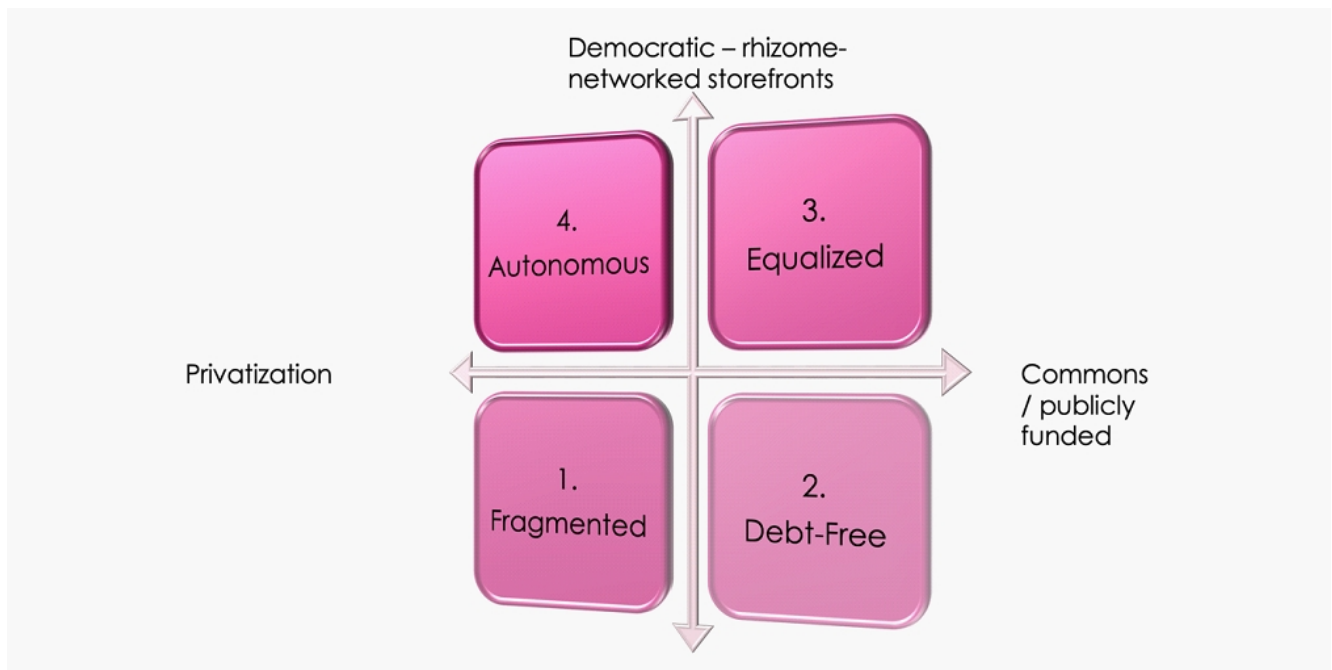 Democratic – rhizome-
networked storefronts
4.
Autonomous
3.
Equalized
Privatization
Commons
/ publicly
funded
1.
Fragmented
2.
Debt-Free